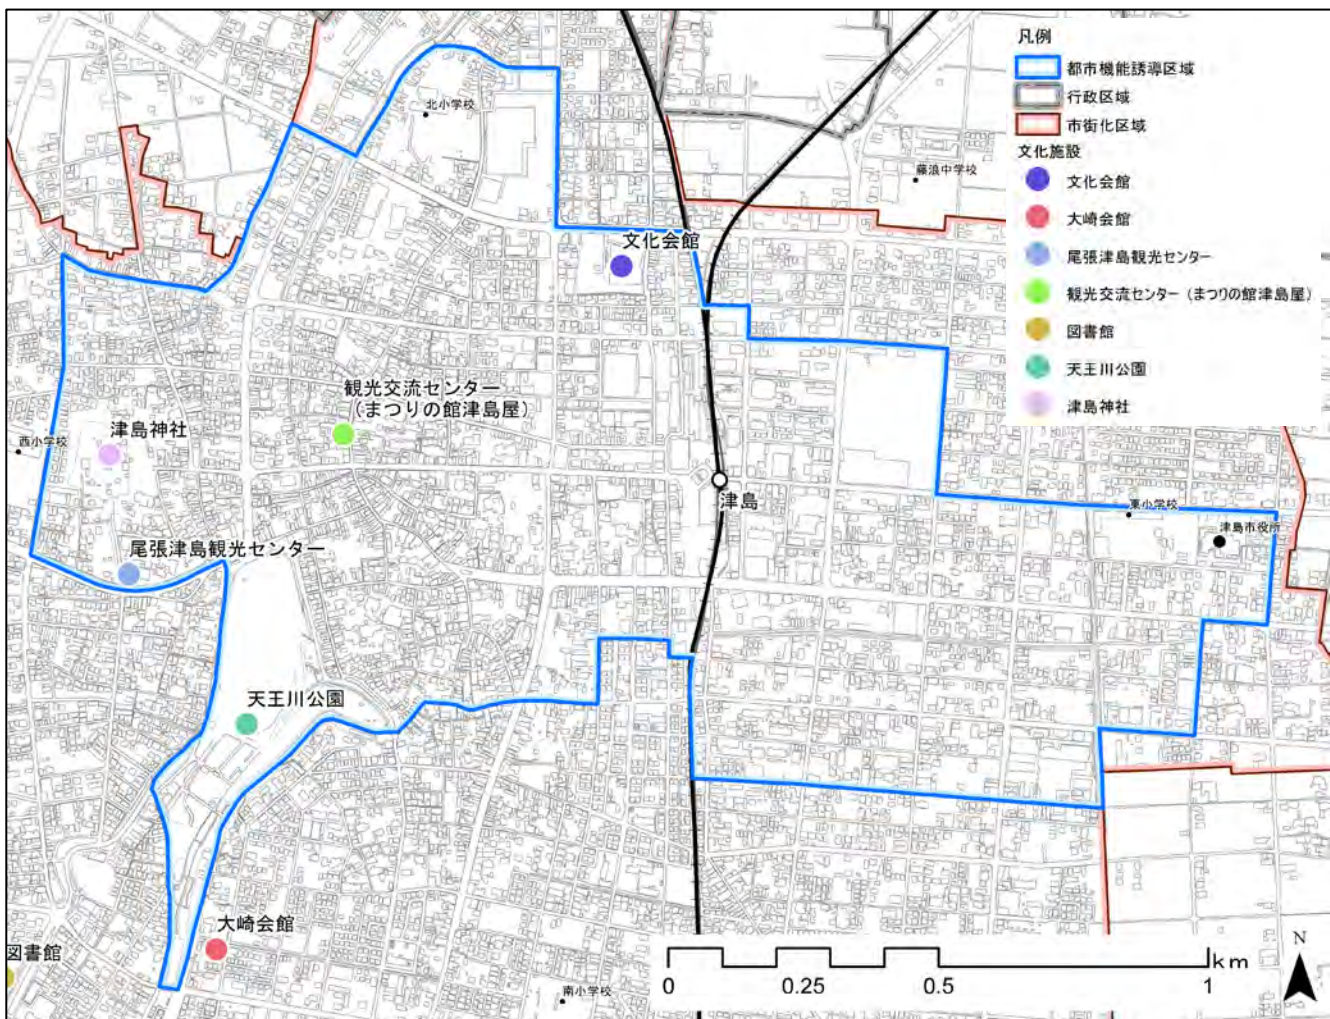 凡例
都市機能誘導区域
行政区域
市街化区域
文化施設
文化会館
大崎会館
尾張津島観光センター
観光交流センター（まつりの館津島屋）
図書館
天王川公園
津島神社
北小学校
藤浪中学校
文化会館
観光交流センター
（まつりの館津島屋）
西小学校
津島神社
津島
東小学校
津島市役所
尾張津島観光センター
天王川公園
大崎会館
図書館
南小学校
N
km
0 0.25 0.5 1